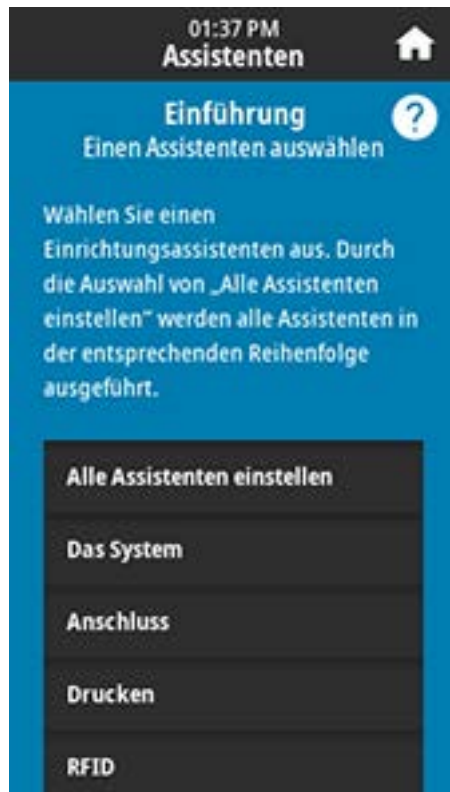 01:37 PM
Assistenten
Einführung
Einen Assistenten auswählen
Wählen Sie einen
Einrichtungsassistenten aus. Durch
die Auswahl von „Alle Assistenten
einstellen“ werden alle Assistenten in
der entsprechenden Reihenfolge
ausgeführt.
Alle Assistenten einstellen
Das System
Anschluss
Drucken
RFID